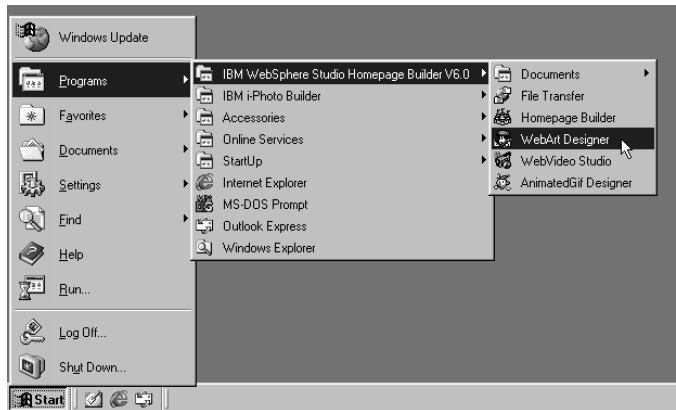 Windows Update
Programs
Favorites
Documents
Settings
Find
Help
Run...
Log Off...
Shut Down...
Start
IBM WebSphere Studio Homepage Builder V6.0
IBM i-Photo Builder
Accessories
Online Services
StartUp
Internet Explorer
MS-DOS Prompt
Outlook Express
Windows Explorer
Documents
File Transfer
Homepage Builder
WebArt Designer
WebVideo Studio
AnimatedGif Designer